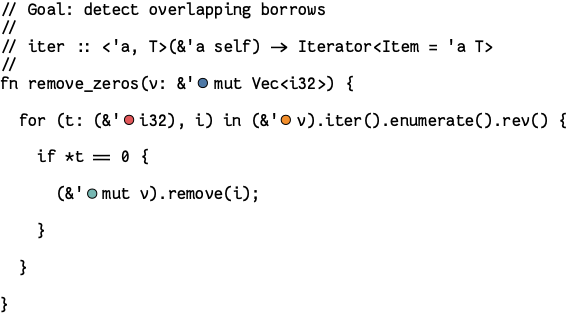 // Goal: detect overlapping borrows
//
// iter :: <'a, T>(&'a self) -> Iterator<Item = 'a T>
//
fn remove_zeros(v: &' mut Vec<i32>) {
for (t: (&' i32), i) in (&' v).iter().enumerate().rev() {
if *t == 0 {
(&' mut v).remove(i);
}
}
}